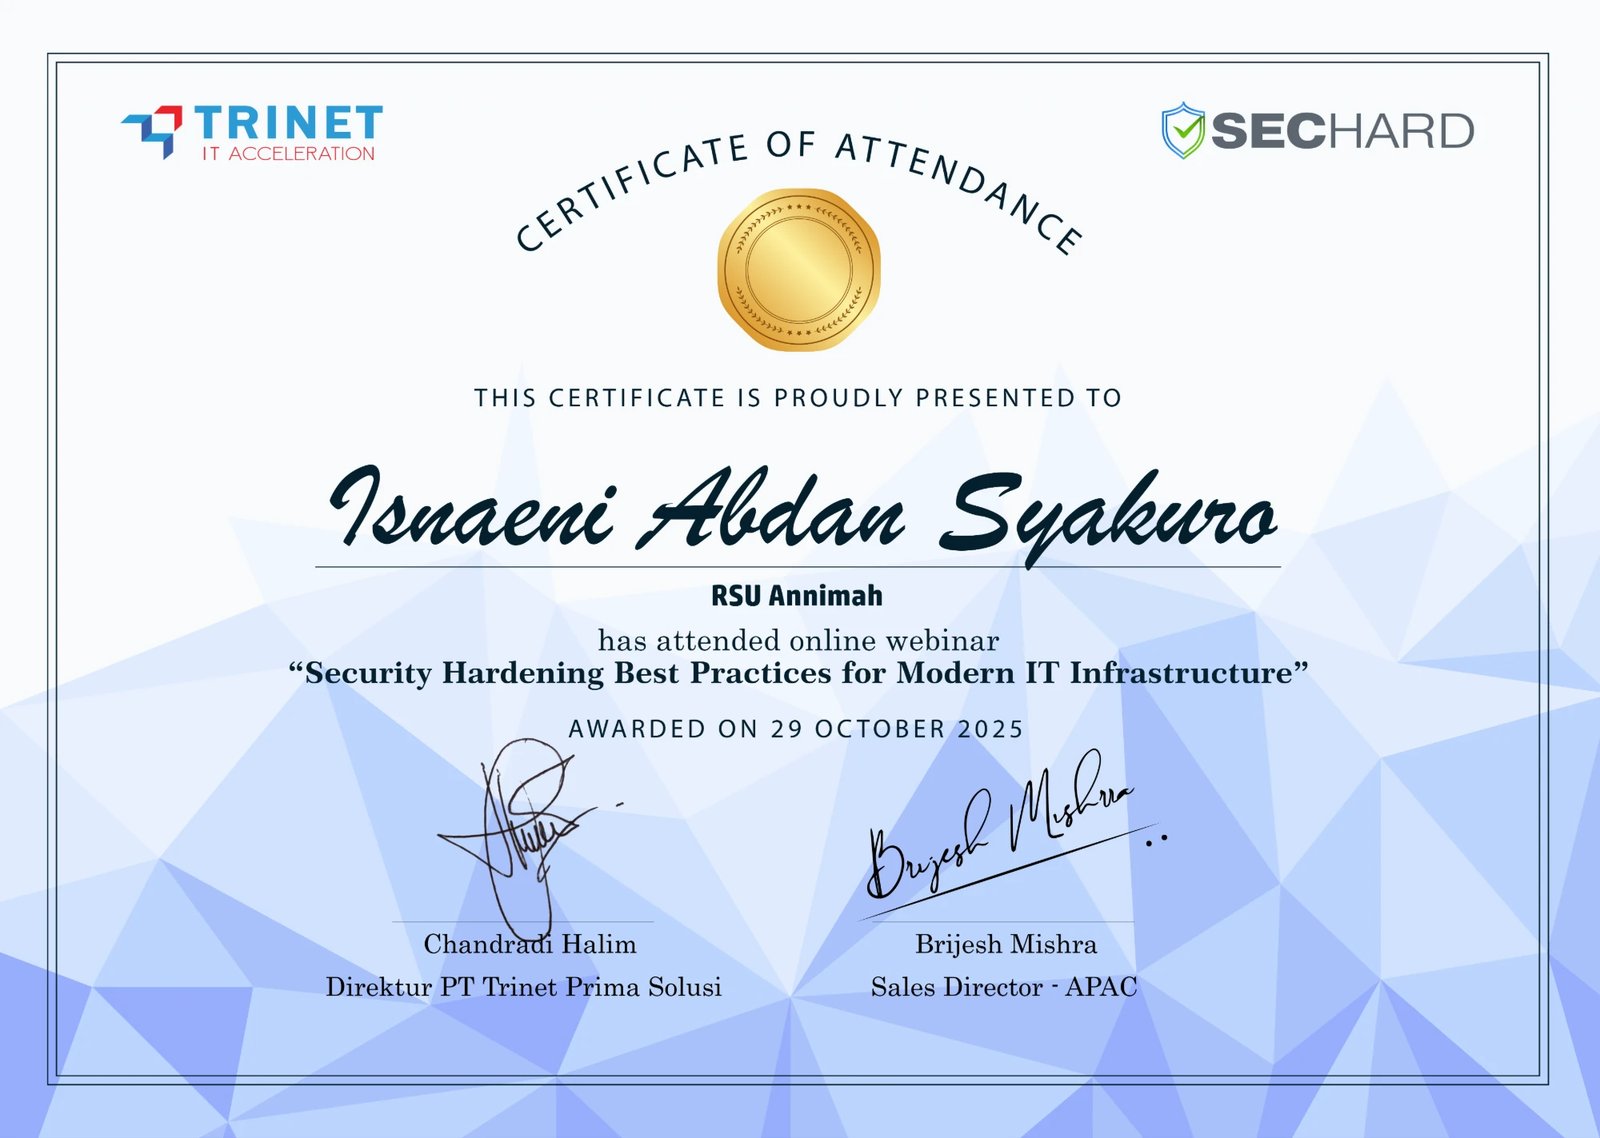 TRINET
IT ACCELERATION
SECHARD
CERTIFICATE OF ATTENDANCE
THIS CERTIFICATE IS PROUDLY PRESENTED TO
Isnaeni Abdan Syakuro
RSU Annimah
has attended online webinar
“Security Hardening Best Practices for Modern IT Infrastructure”
AWARDED ON 29 OCTOBER 2025
Brijesh Mishra
Chandradi Halim
Direktur PT Trinet Prima Solusi
Brijesh Mishra
Sales Director - APAC